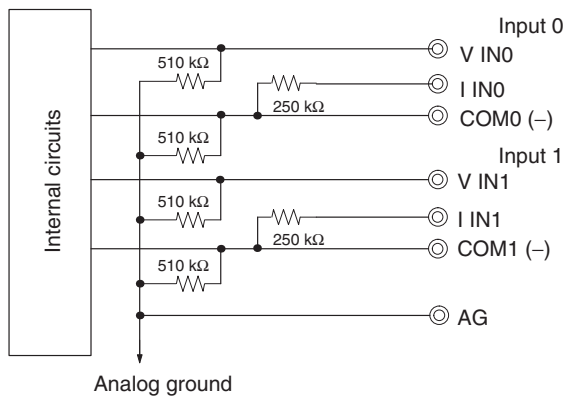 Input 0
510 kΩ
V IN0
I IN0
250 kΩ
510 kΩ
COM0 (–)
Input 1
510 kΩ
V IN1
I IN1
250 kΩ
510 kΩ
COM1 (–)
AG
Internal circuits
Analog ground